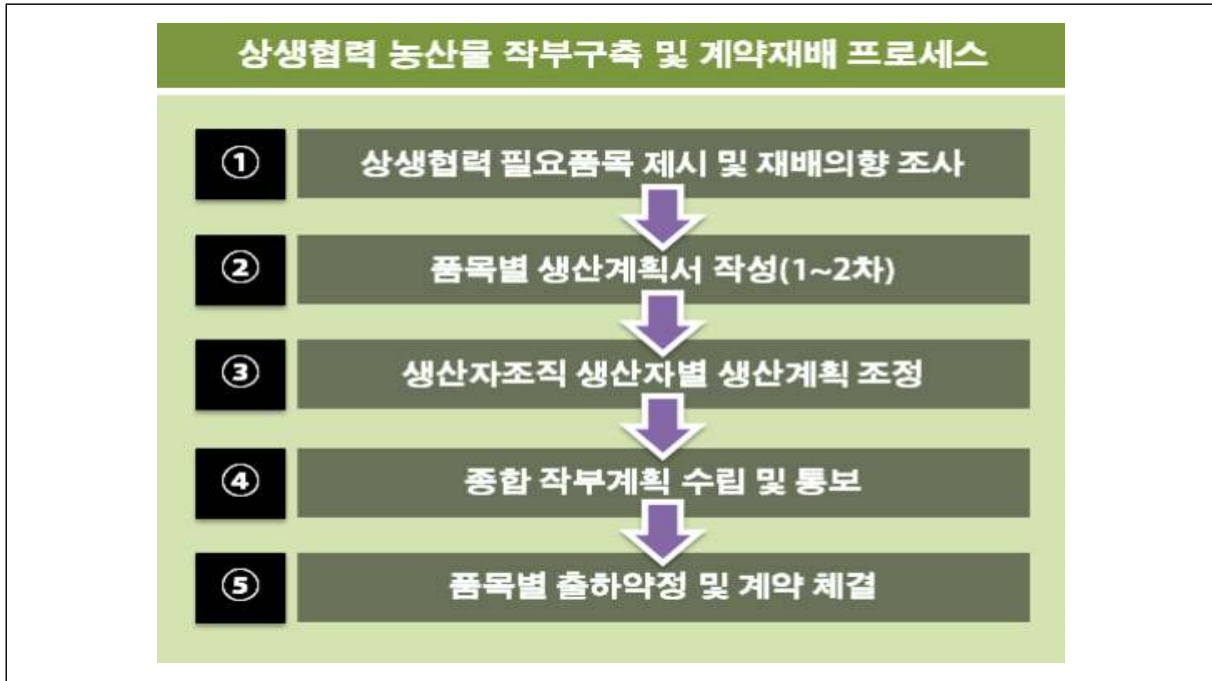 상생협력 농산물 작부구축 및 계약재배 프로세스
① 상생협력 필요품목 제시 및 재배의향 조사
② 품목별 생산계획서 작성(1~2차)
③ 생산자조직 생산자별 생산계획 조정
④ 종합 작부계획 수립 및 통보
⑤ 품목별 출하약정 및 계약 체결